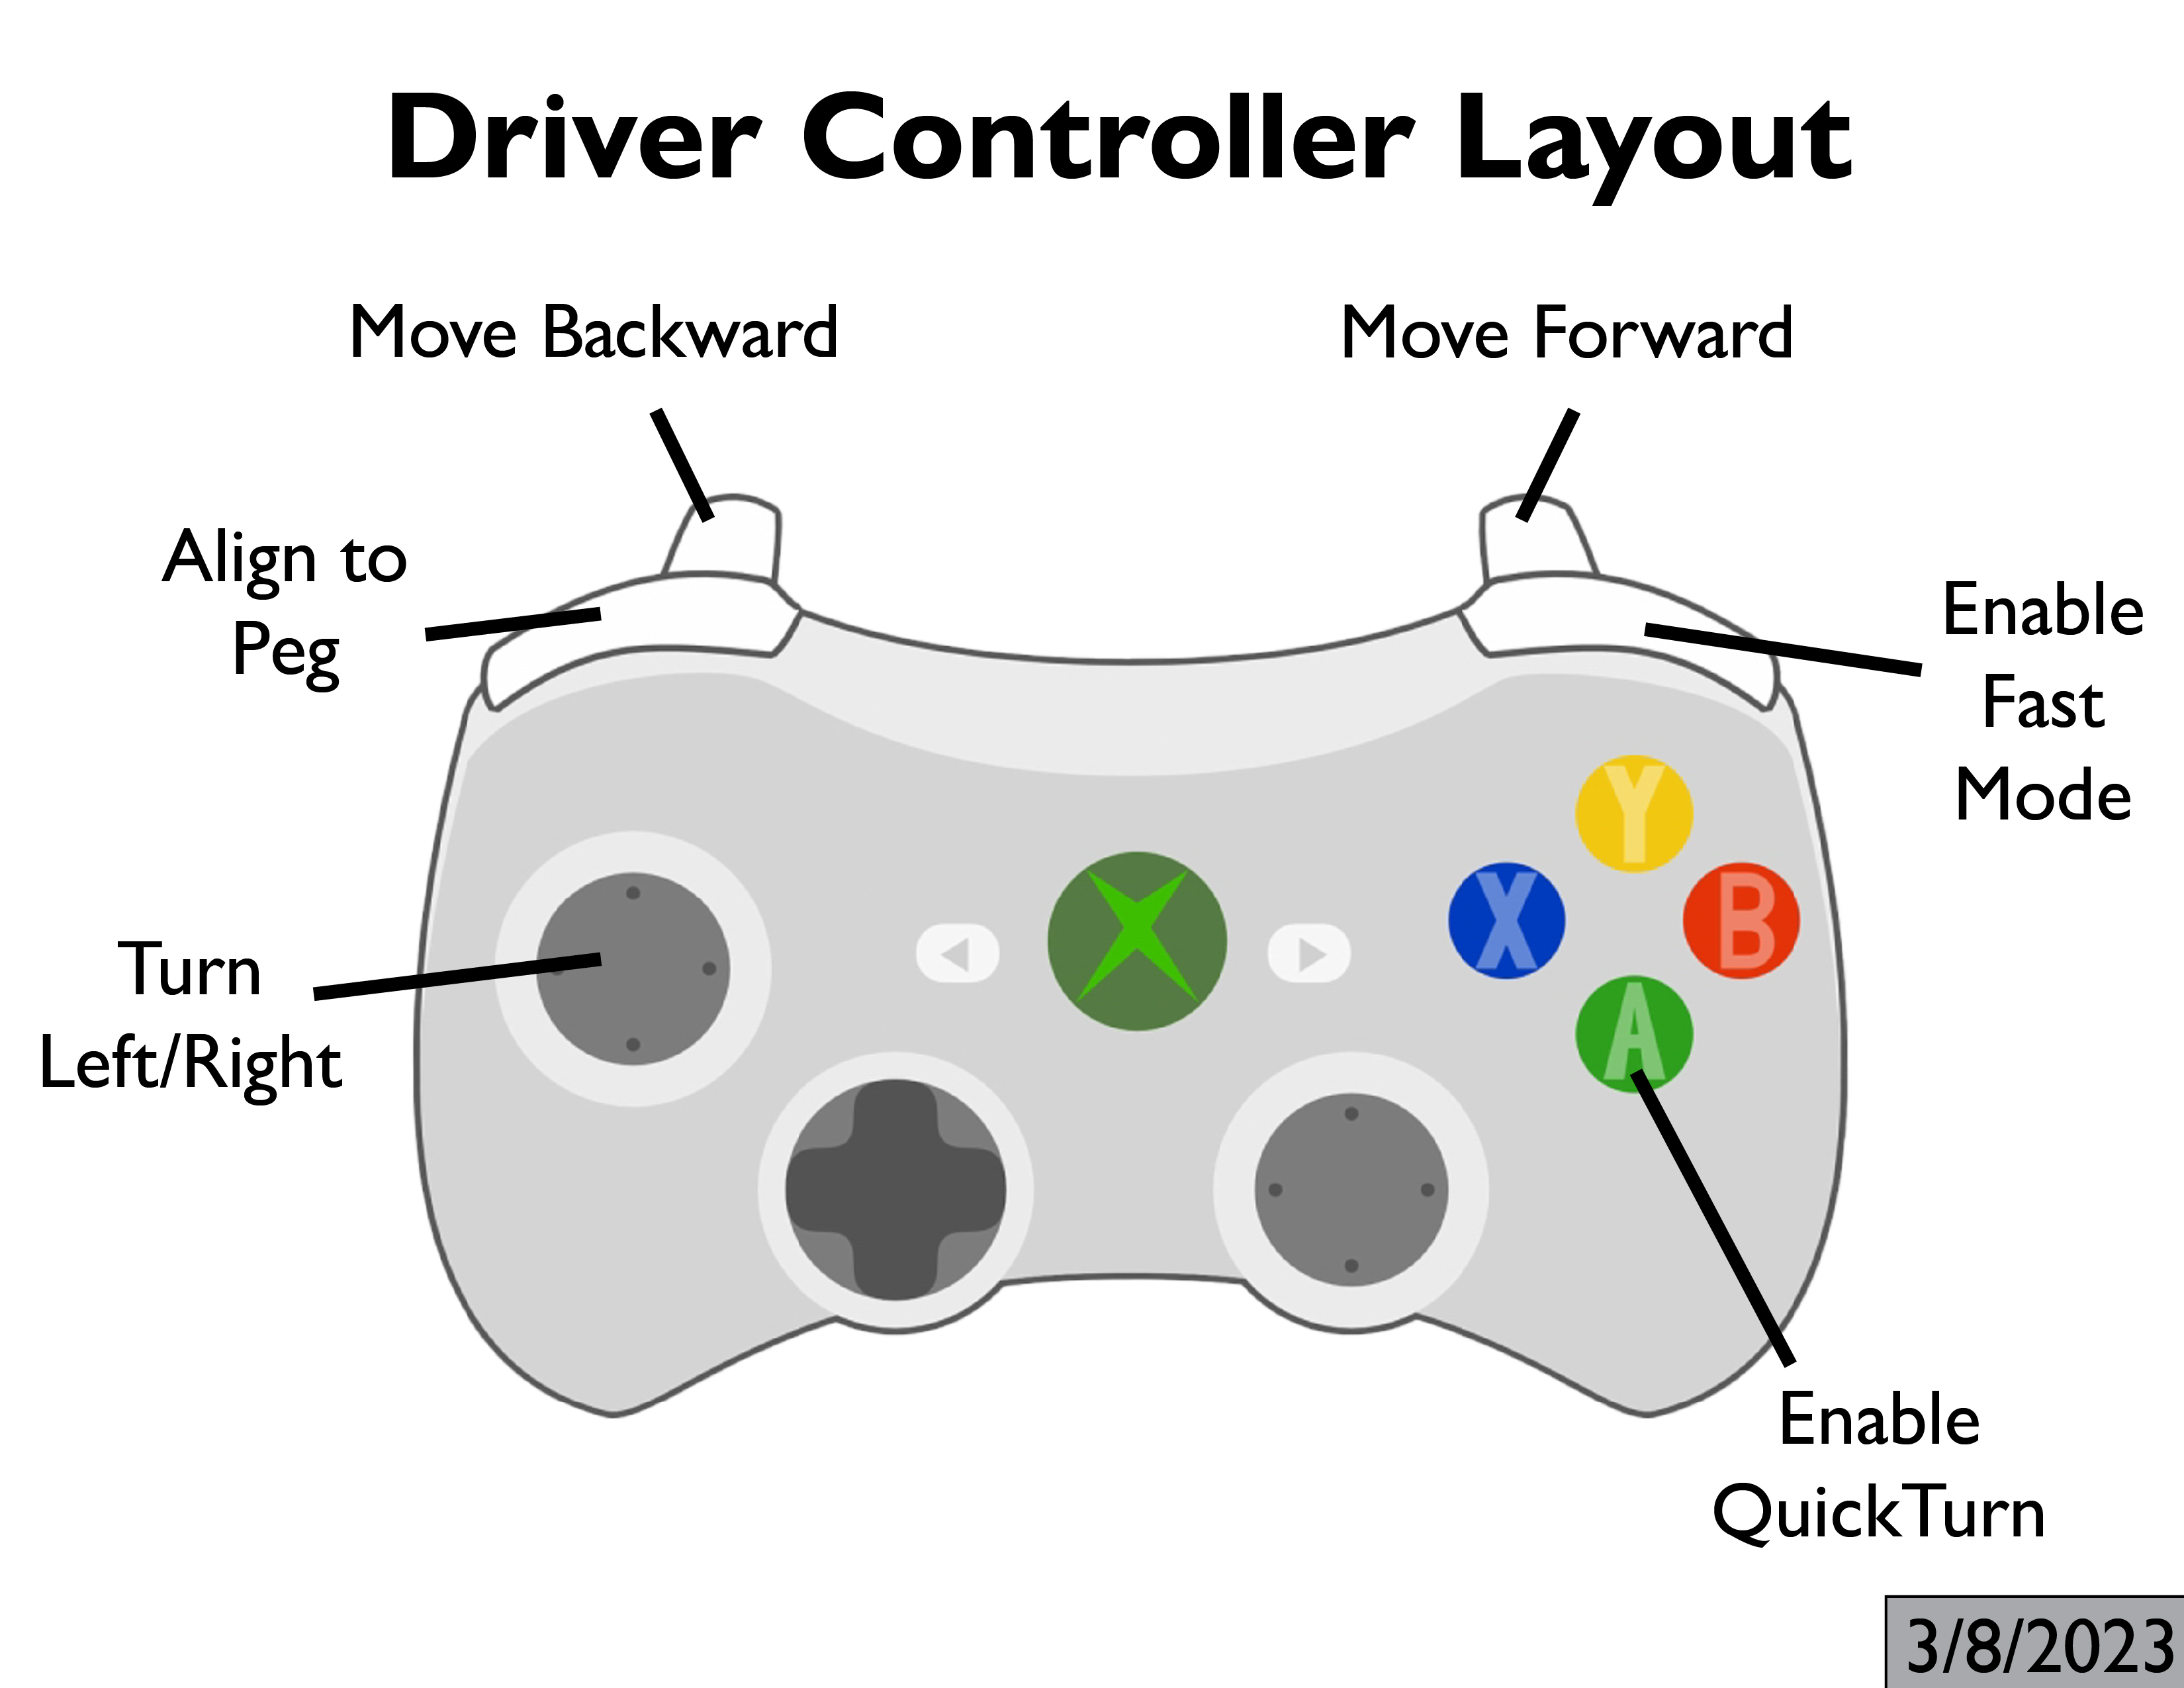 Driver Controller Layout
Move Backward
Move Forward
Align to
Peg
Enable
Fast
Mode
Y
X
B
A
Turn
Left/Right
Enable
QuickTurn
3/8/2023